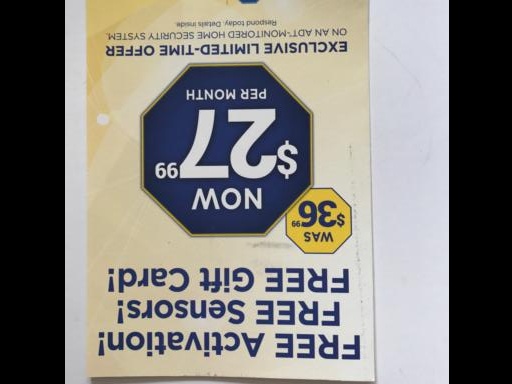 FREE Activation!
FREE Sensors!
FREE Gift Card!
WAS
$36.99
NOW
$27.99
PER MONTH
EXCLUSIVE LIMITED-TIME OFFER
ON AN ADT®-MONITORED HOME SECURITY SYSTEM.
Respond today. Details inside.